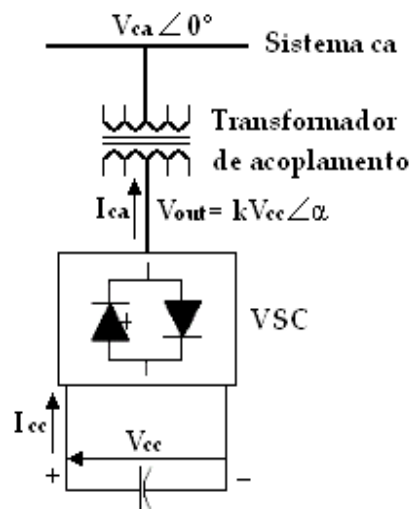 Vca∠0°
Sistema ca
Transformador
de acoplamento
Ica
Vout= kVcc∠α
VSC
+
Icc
Vcc
+
−